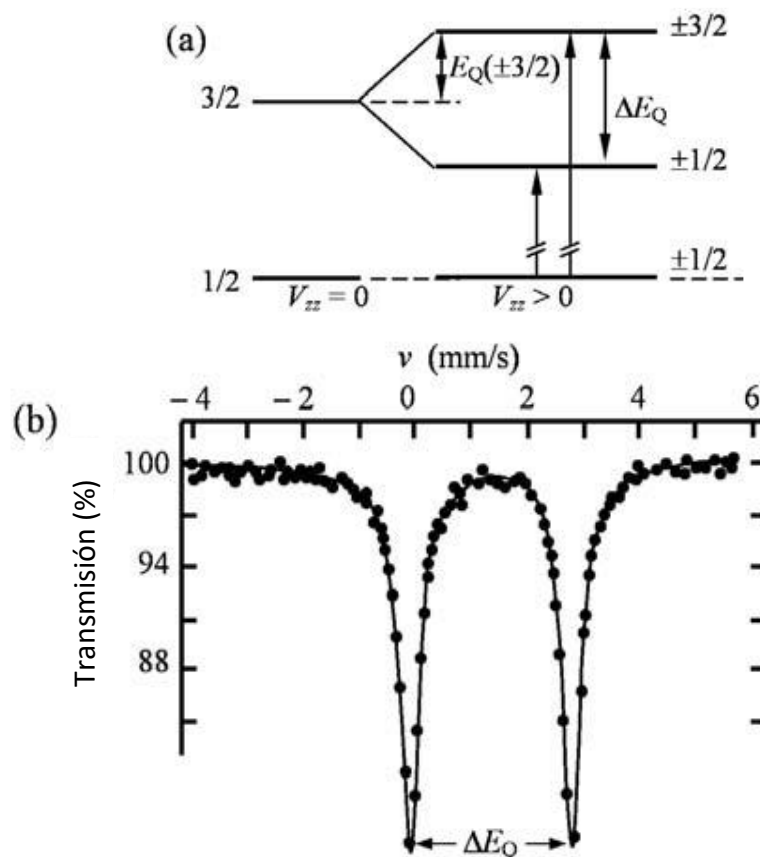 (a)
±3/2
E_Q(±3/2)
3/2
ΔE_Q
±1/2
1/2
±1/2
V_zz = 0
V_zz > 0
v (mm/s)
(b)
−4 −2 0 2 4 6
100
94
88
Transmisión (%)
ΔE_Q